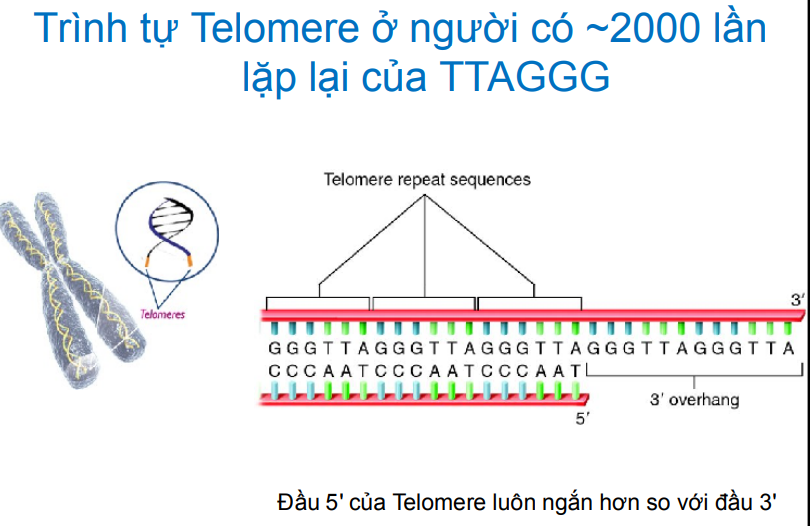 Trình tự Telomere ở người có ~2000 lần
lặp lại của TTAGGG
Telomere repeat sequences
Telomeres
3'
G G G T T A G G G T T A G G G T T A G G G T T A G G G T T A
C C C A A T C C C A A T C C C A A T
3' overhang
5'
Đầu 5' của Telomere luôn ngắn hơn so với đầu 3'